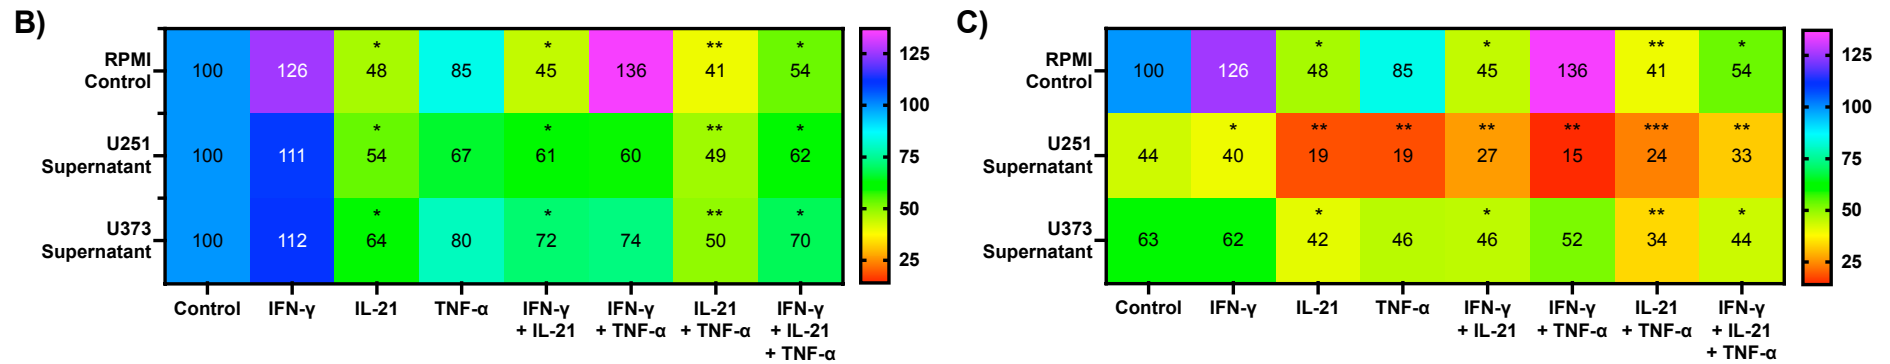 B)
RPMI
Control
100 126 * 48 85 * 45 136 ** 41 * 54
U251
Supernatant
100 111 * 54 67 * 61 60 ** 49 * 62
U373
Supernatant
100 112 * 64 80 * 72 74 ** 50 * 70
Control IFN-γ IL-21 TNF-α IFN-γ IFN-γ IL-21 IFN-γ
+ IL-21 + TNF-α + TNF-α + IL-21
+ TNF-α
125
100
75
50
25
C)
RPMI
Control
100 126 * 48 85 * 45 136 ** 41 * 54
U251
Supernatant
44 * 40 ** 19 ** 19 ** 27 ** 15 *** 24 ** 33
U373
Supernatant
63 62 * 42 46 * 46 52 ** 34 * 44
Control IFN-γ IL-21 TNF-α IFN-γ IFN-γ IL-21 IFN-γ
+ IL-21 + TNF-α + TNF-α + IL-21
+ TNF-α
125
100
75
50
25